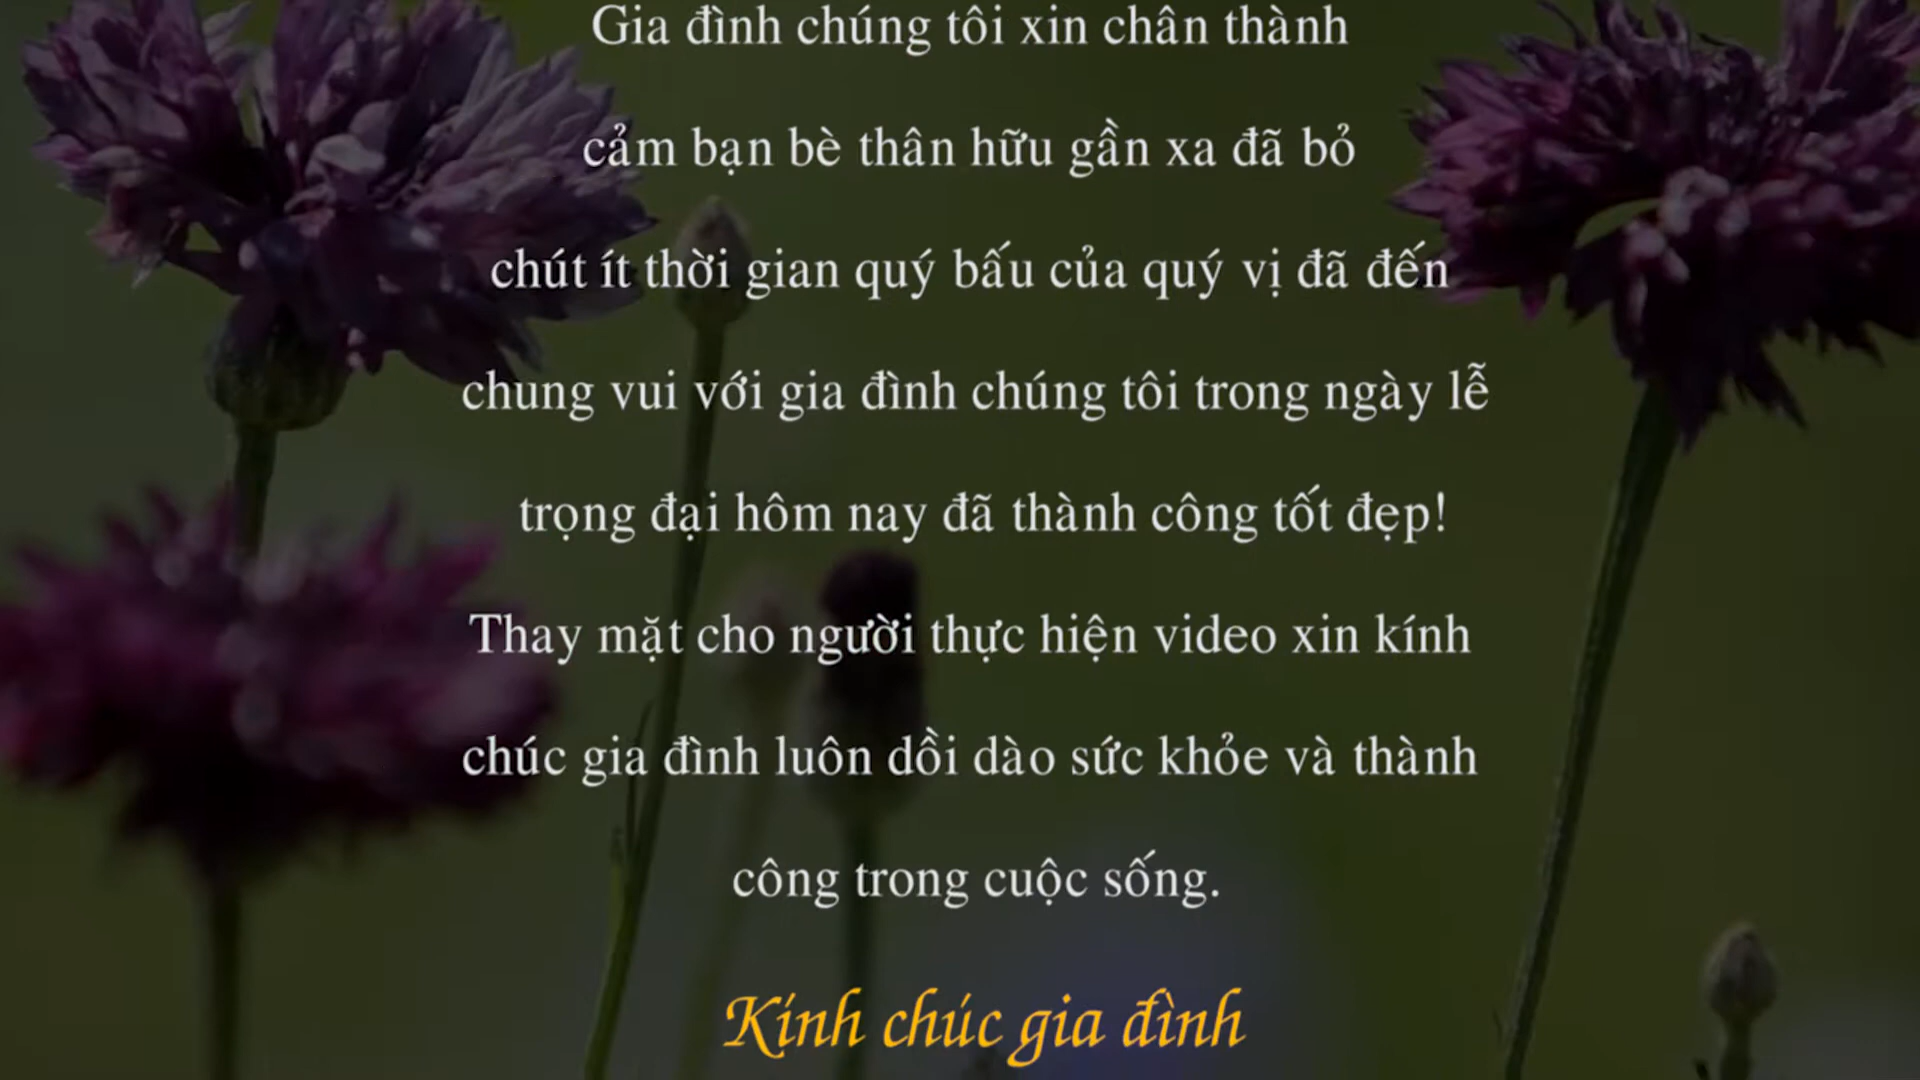 Gia đình chúng tôi xin chân thành
cảm bạn bè thân hữu gần xa đã bỏ
chút ít thời gian quý bấu của quý vị đã đến
chung vui với gia đình chúng tôi trong ngày lễ
trọng đại hôm nay đã thành công tốt đẹp!
Thay mặt cho người thực hiện video xin kính
chúc gia đình luôn dồi dào sức khỏe và thành
công trong cuộc sống.
Kính chúc gia đình